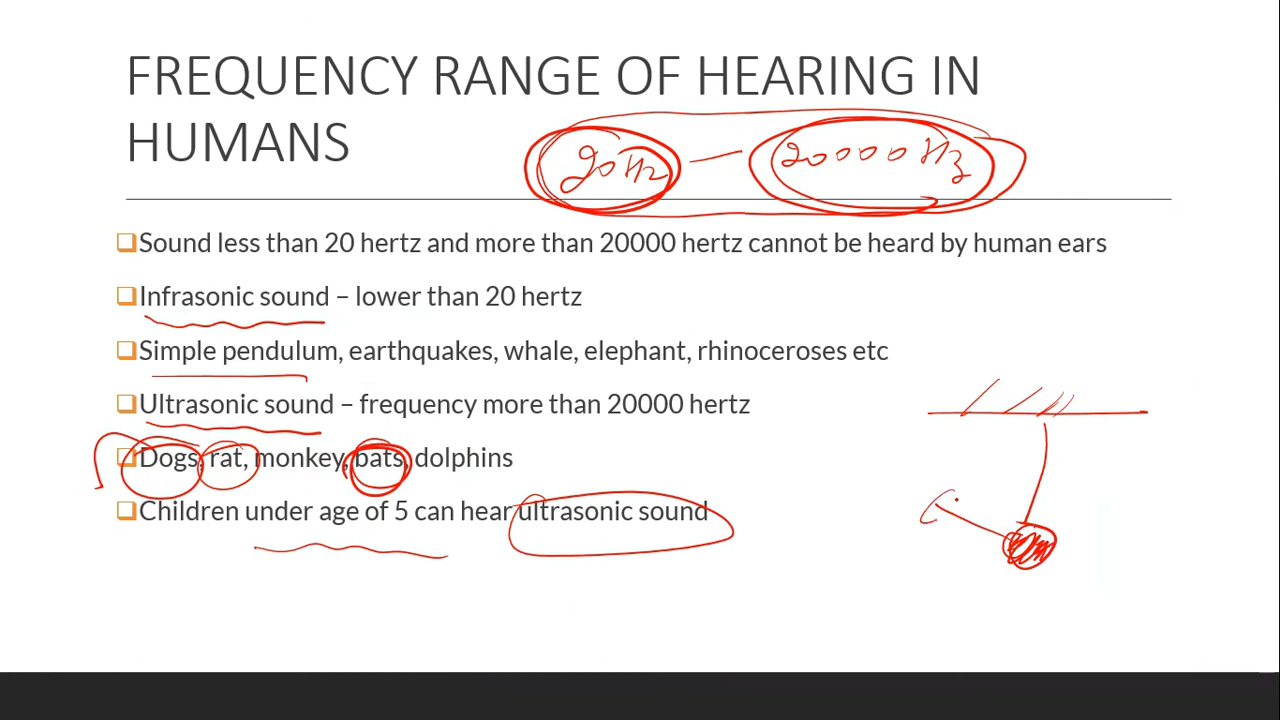 FREQUENCY RANGE OF HEARING IN
HUMANS
20 Hz – 20000 Hz
❑Sound less than 20 hertz and more than 20000 hertz cannot be heard by human ears
❑Infrasonic sound – lower than 20 hertz
❑Simple pendulum, earthquakes, whale, elephant, rhinoceroses etc
❑Ultrasonic sound – frequency more than 20000 hertz
❑Dogs, rat, monkey, bats, dolphins
❑Children under age of 5 can hear ultrasonic sound